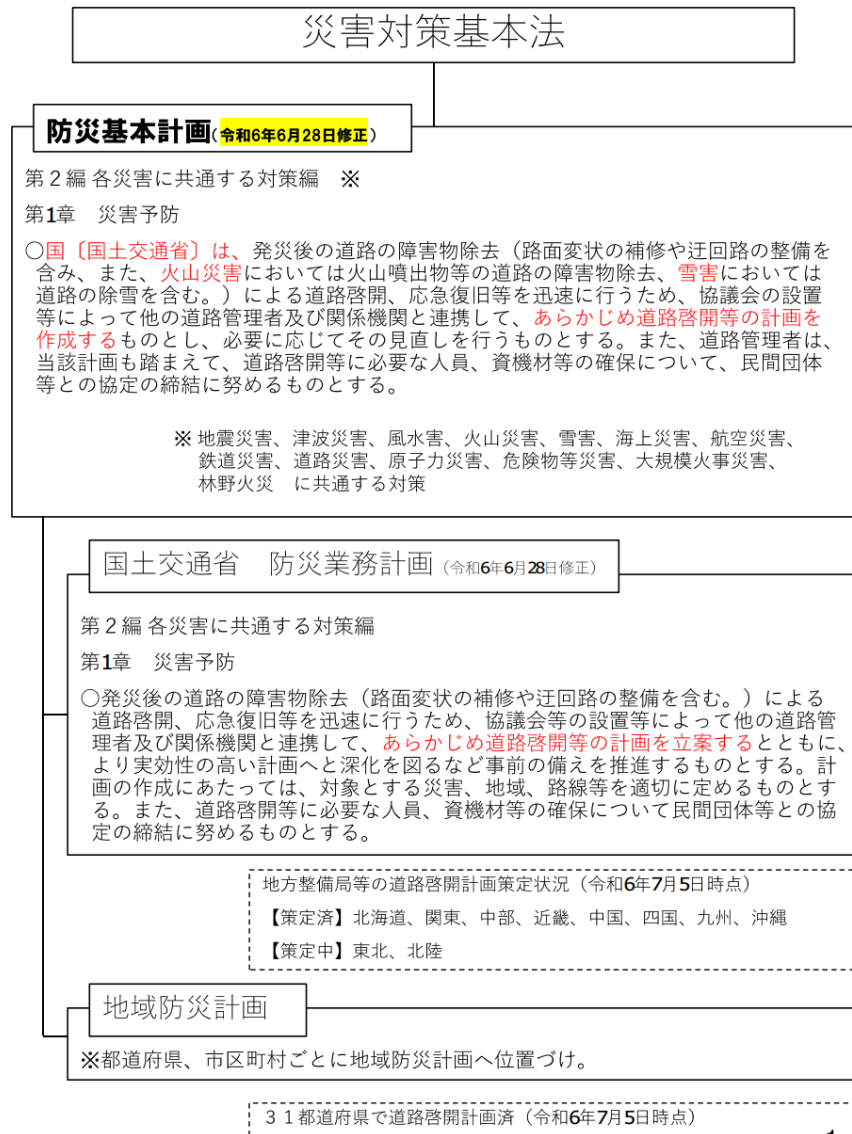 災害対策基本法
防災基本計画(令和6年6月28日修正)
第2編 各災害に共通する対策編　※
第1章　災害予防
○国〔国土交通省〕は、発災後の道路の障害物除去（路面変状の補修や迂回路の整備を
含み、また、火山災害においては火山噴出物等の道路の障害物除去、雪害においては
道路の除雪を含む。）による道路啓開、応急復旧等を迅速に行うため、協議会の設置
等によって他の道路管理者及び関係機関と連携して、あらかじめ道路啓開等の計画を
作成するものとし、必要に応じてその見直しを行うものとする。また、道路管理者は、
当該計画も踏まえて、道路啓開等に必要な人員、資機材等の確保について、民間団体
等との協定の締結に努めるものとする。
※ 地震災害、津波災害、風水害、火山災害、雪害、海上災害、航空災害、
鉄道災害、道路災害、原子力災害、危険物等災害、大規模火事災害、
林野火災　に共通する対策
国土交通省　防災業務計画（令和6年6月28日修正）
第2編 各災害に共通する対策編
第1章　災害予防
○発災後の道路の障害物除去（路面変状の補修や迂回路の整備を含む。）による
道路啓開、応急復旧等を迅速に行うため、協議会等の設置等によって他の道路管
理者及び関係機関と連携して、あらかじめ道路啓開等の計画を立案するとともに、
より実効性の高い計画へと深化を図るなど事前の備えを推進するものとする。計
画の作成にあたっては、対象とする災害、地域、路線等を適切に定めるものとす
る。また、道路啓開等に必要な人員、資機材等の確保について民間団体等との協
定の締結に努めるものとする。
地方整備局等の道路啓開計画策定状況（令和6年7月5日時点）
【策定済】北海道、関東、中部、近畿、中国、四国、九州、沖縄
【策定中】東北、北陸
地域防災計画
※都道府県、市区町村ごとに地域防災計画へ位置づけ。
３１都道府県で道路啓開計画済（令和6年7月5日時点）